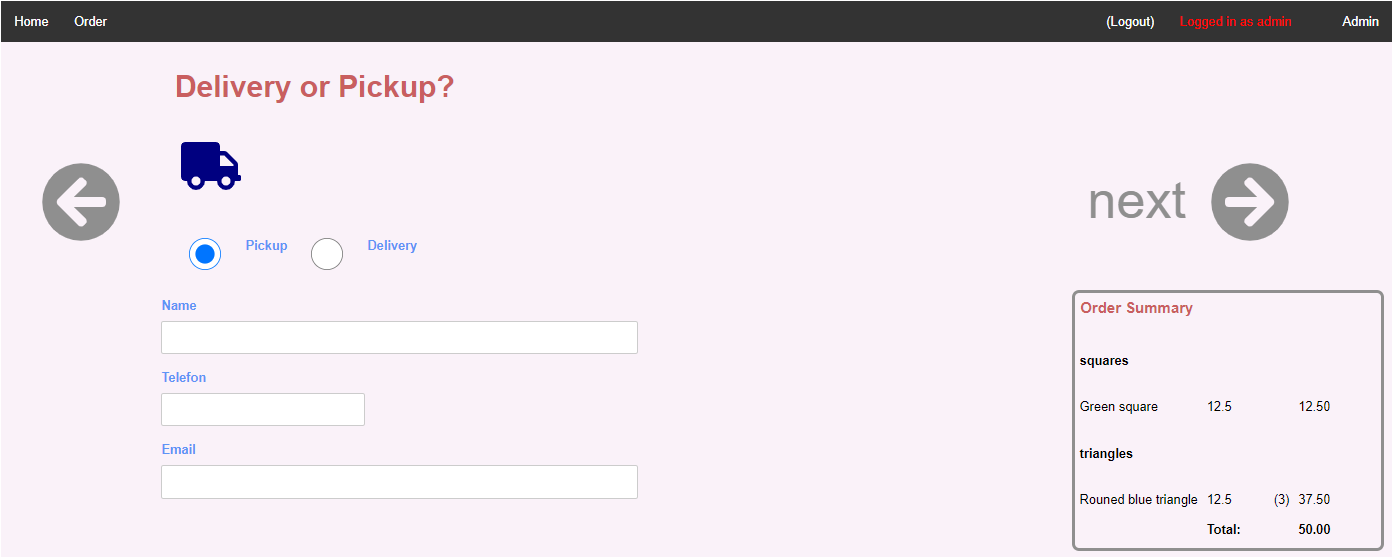 Home Order (Logout) Logged in as admin Admin
Delivery or Pickup?
next
Pickup Delivery
Name
Telefon
Email
Order Summary
squares
Green square 12.5 12.50
triangles
Rouned blue triangle 12.5 (3) 37.50
Total: 50.00